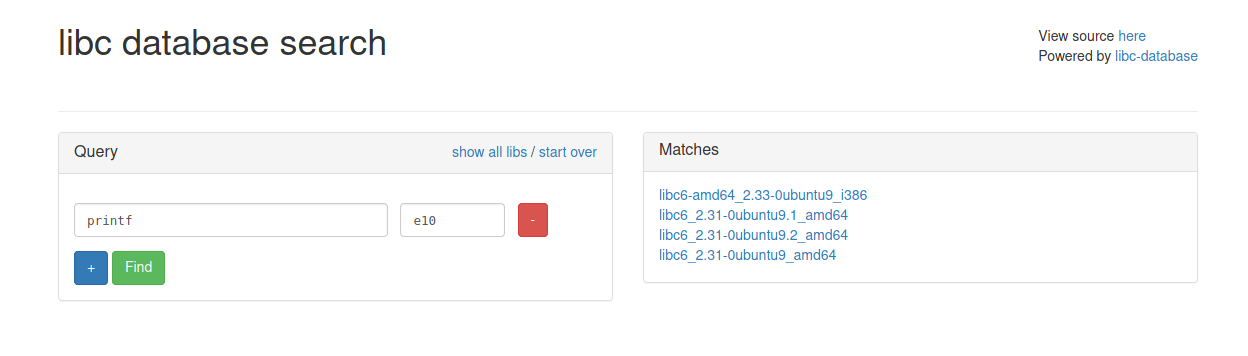 libc database search
View source here
Powered by libc-database
Query
show all libs / start over
printf
e10
-
+
Find
Matches
libc6-amd64_2.33-0ubuntu9_i386
libc6_2.31-0ubuntu9.1_amd64
libc6_2.31-0ubuntu9.2_amd64
libc6_2.31-0ubuntu9_amd64